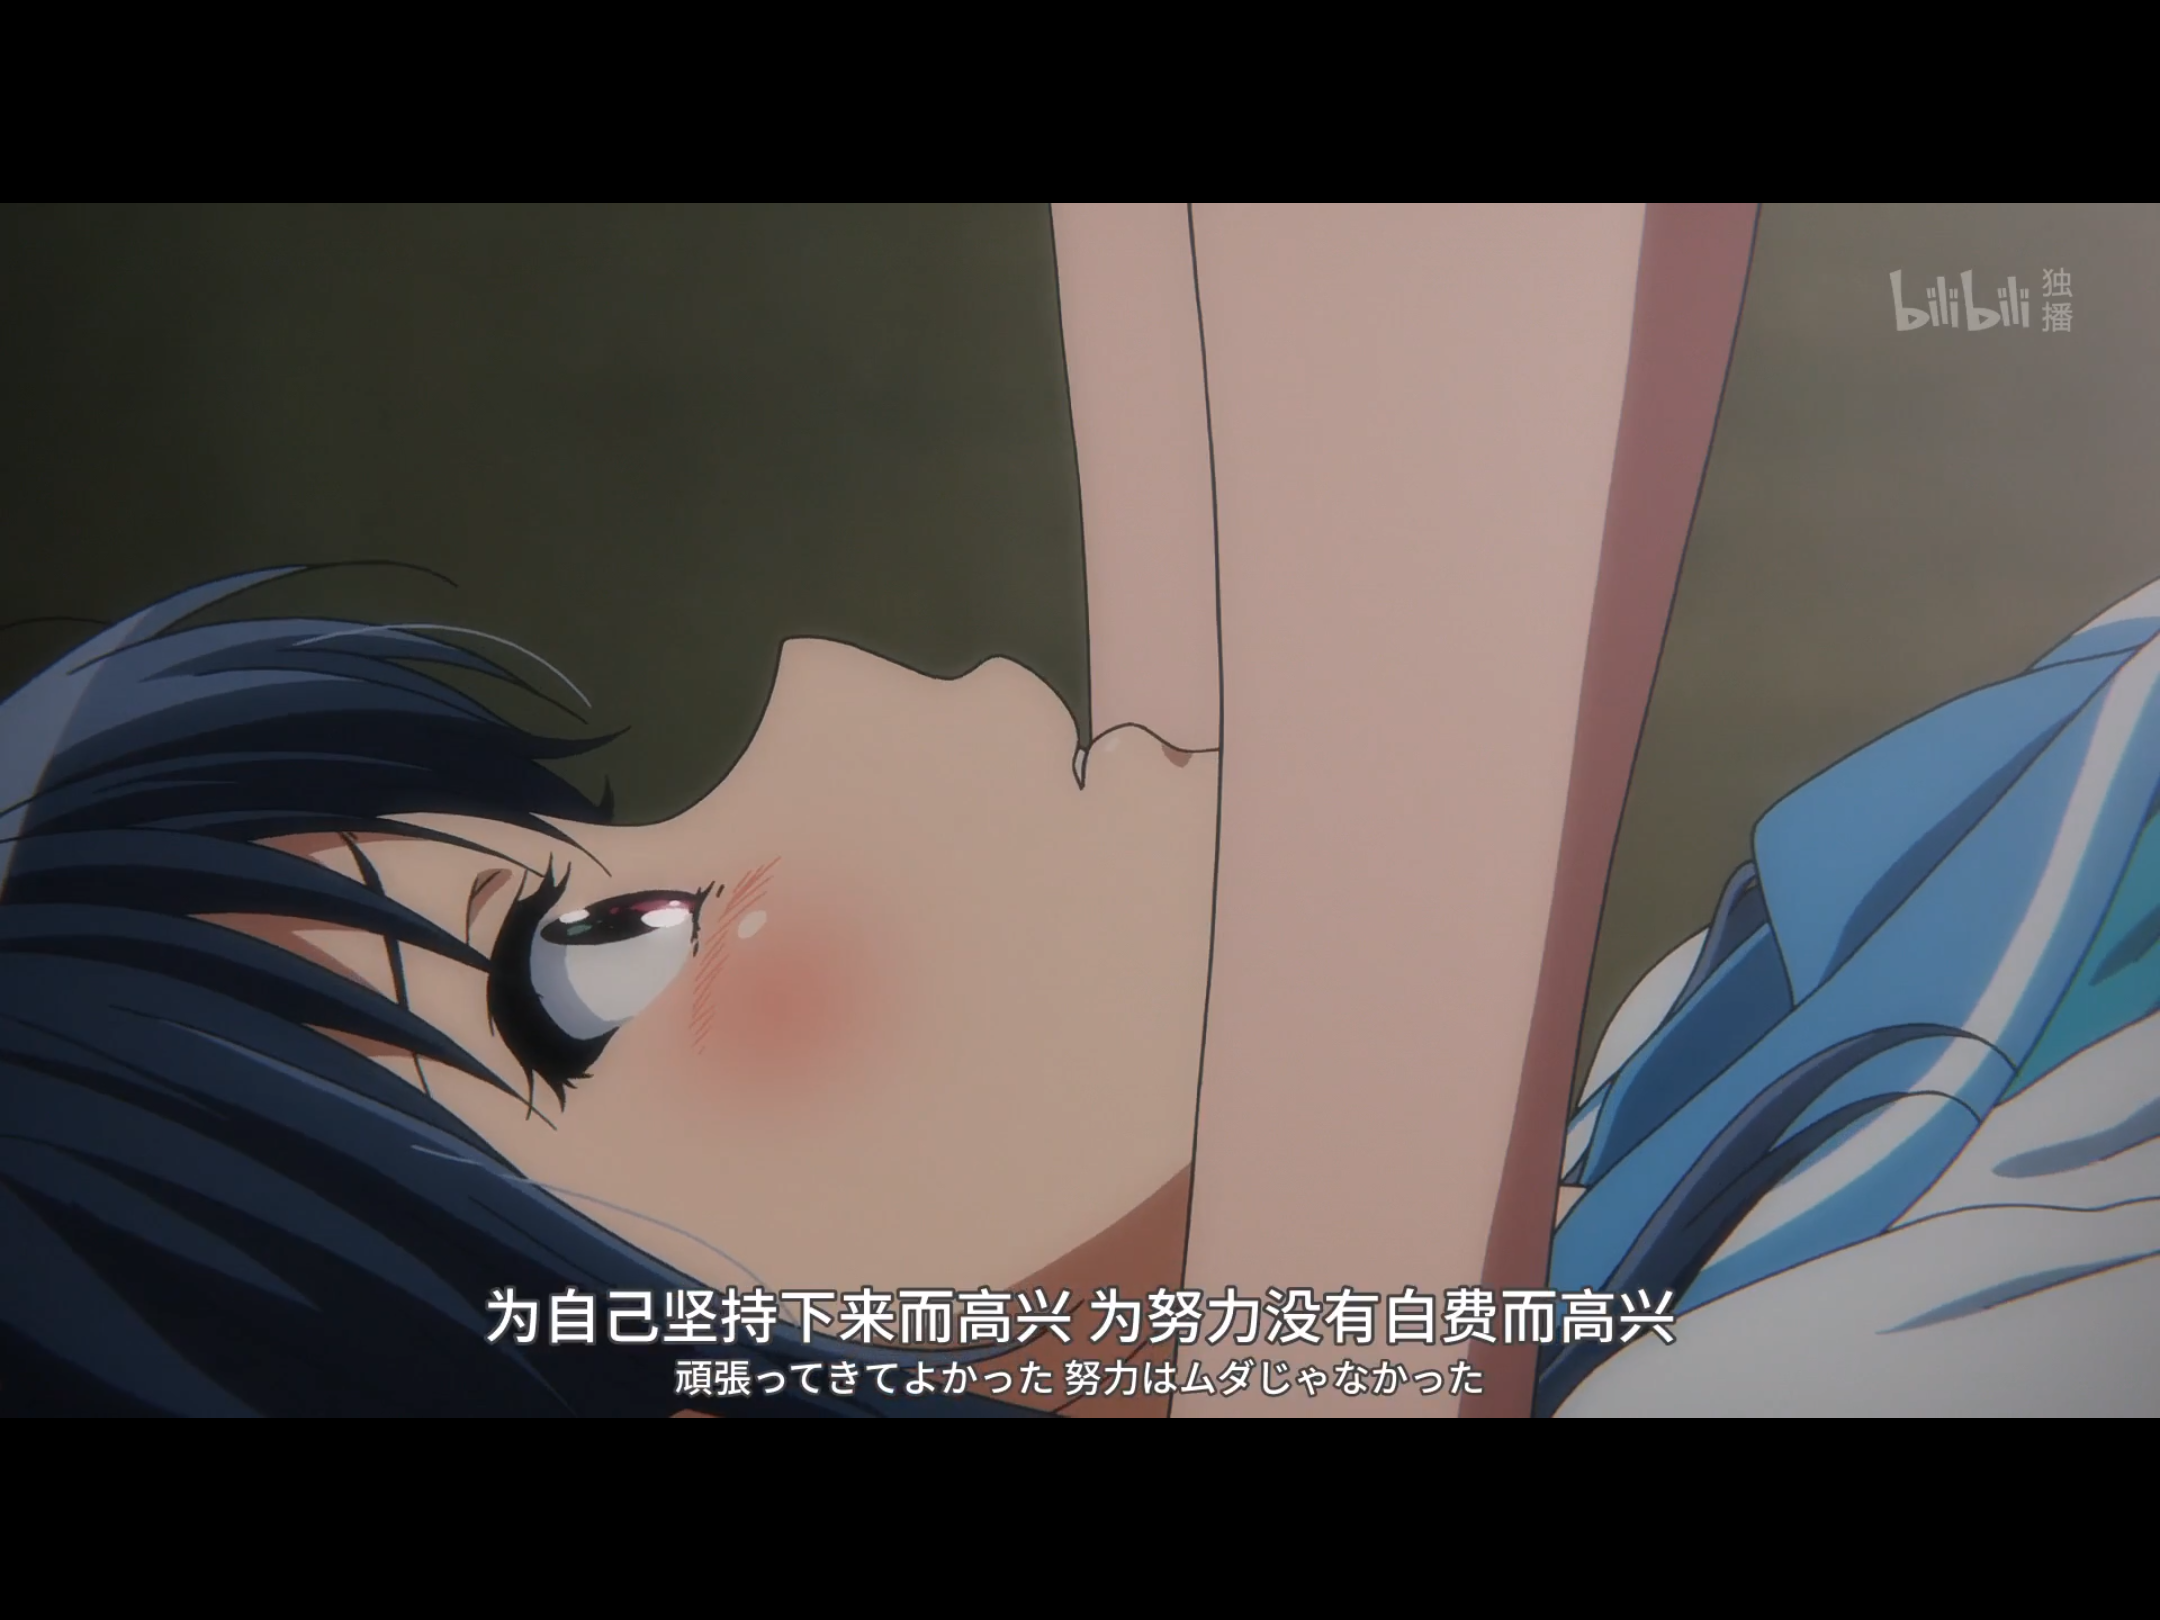 bilibili 独播
为自己坚持下来而高兴 为努力没有白费而高兴
頑張ってきてよかった 努力はムダじゃなかった